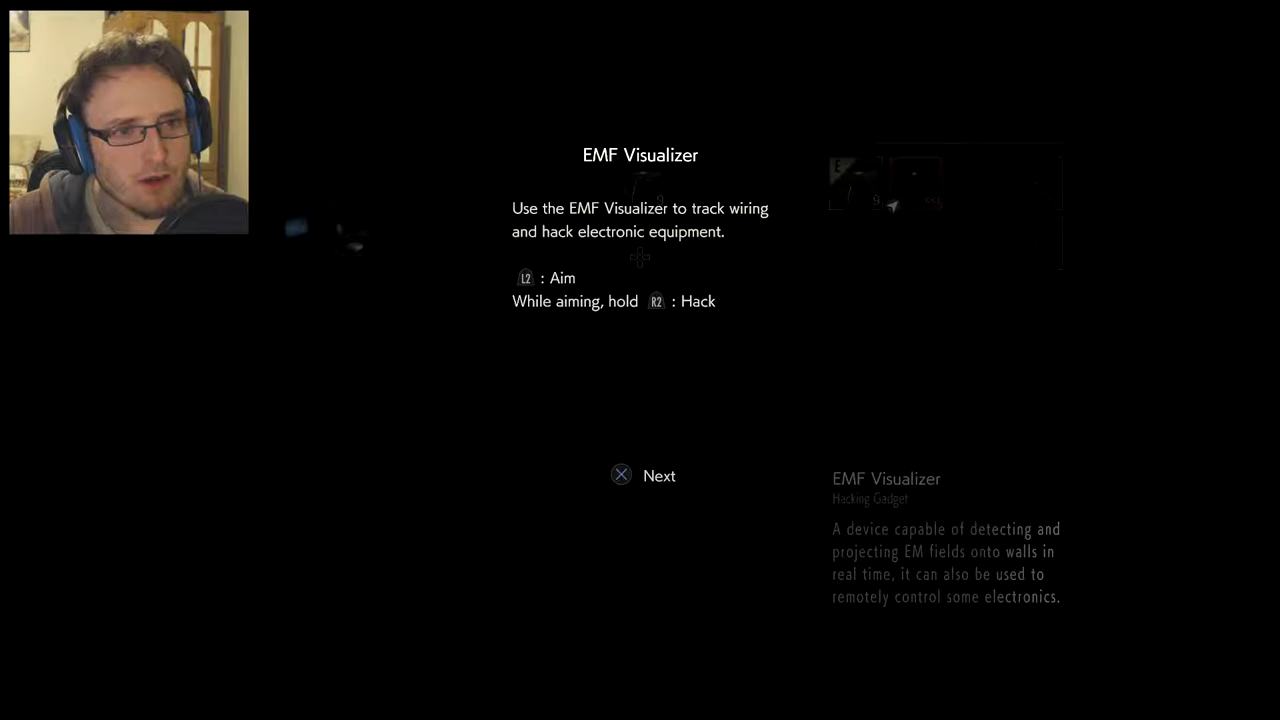 EMF Visualizer
E
9
9
Use the EMF Visualizer to track wiring
and hack electronic equipment.
L2 : Aim
While aiming, hold R2 : Hack
Next
EMF Visualizer
Hacking Gadget
A device capable of detecting and
projecting EM fields onto walls in
real time, it can also be used to
remotely control some electronics.